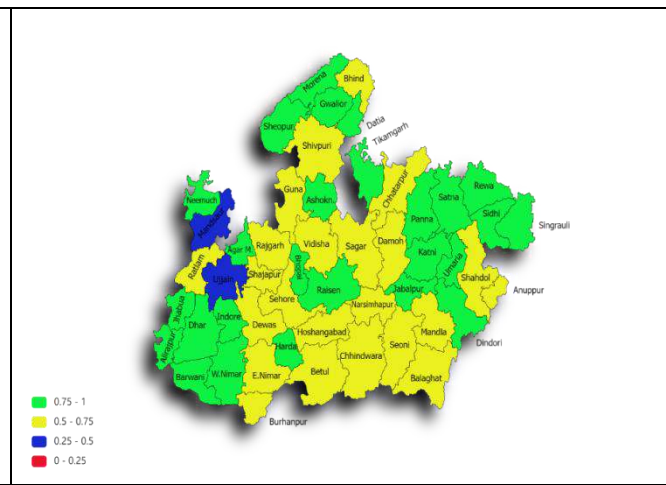 Morena
Bhind
Gwalior
Sheopur
Datia
Tikamgarh
Shivpuri
Chhatarpur
Guna
Ashokn.
Neemuch
Mandsaur
Panna
Satna
Rewa
Sidhi
Singrauli
Agar M.
Rajgarh
Vidisha
Sagar
Damoh
Katni
Umaria
Shahdol
Anuppur
Ratlam
Ujjain
Shajapur
Bhopal
Raisen
Jabalpur
Sehore
Narsimhapur
Dindori
Jhabua
Dhar
Indore
Dewas
Hoshangabad
Mandla
Alirajpur
Harda
Chhindwara
Seoni
Barwani
W.Nimar
E.Nimar
Betul
Balaghat
Burhanpur
0.75 - 1
0.5 - 0.75
0.25 - 0.5
0 - 0.25